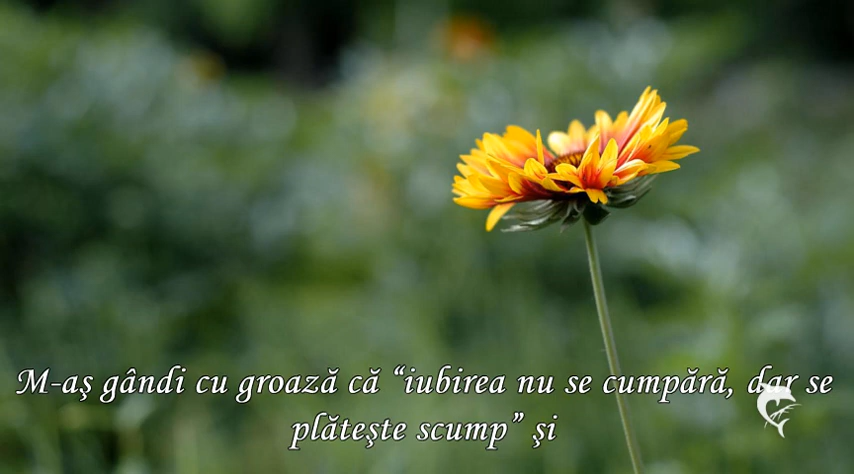 M-aş gândi cu groază că “iubirea nu se cumpără, dar se
plăteşte scump” şi